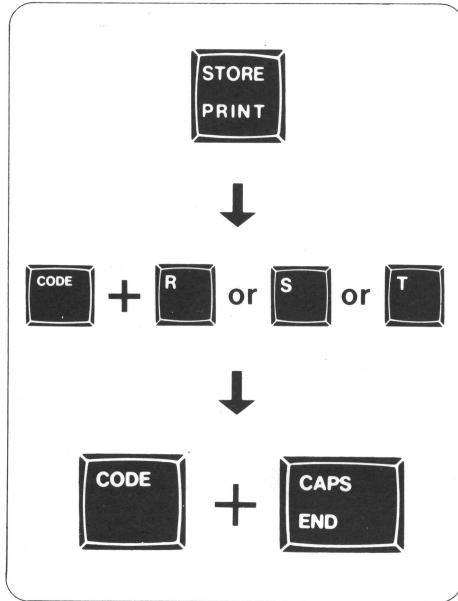 STORE
PRINT
CODE + R or S or T
CODE + CAPS
END